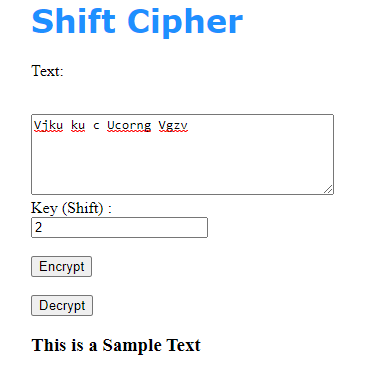 Shift Cipher
Text:
Vjku ku c Ucorng Vgzv
Key (Shift) :
2
Encrypt
Decrypt
This is a Sample Text